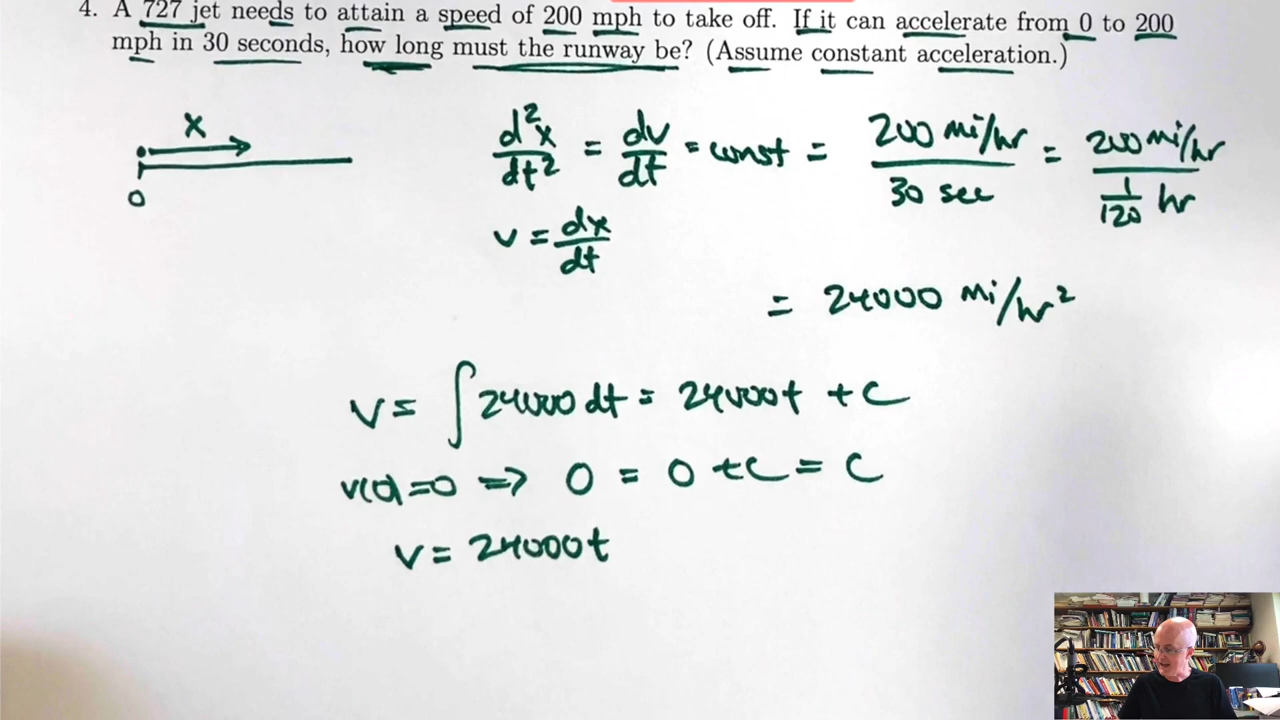 4. A 727 jet needs to attain a speed of 200 mph to take off. If it can accelerate from 0 to 200
mph in 30 seconds, how long must the runway be? (Assume constant acceleration.)
x
0
d²x/dt² = dv/dt = const = 200 mi/hr / 30 sec = 200 mi/hr / 1/120 hr
v = dx/dt
= 24000 mi/hr²
v = ∫ 24000 dt = 24000t + C
v(0) = 0 => 0 = 0 + C = C
v = 24000t